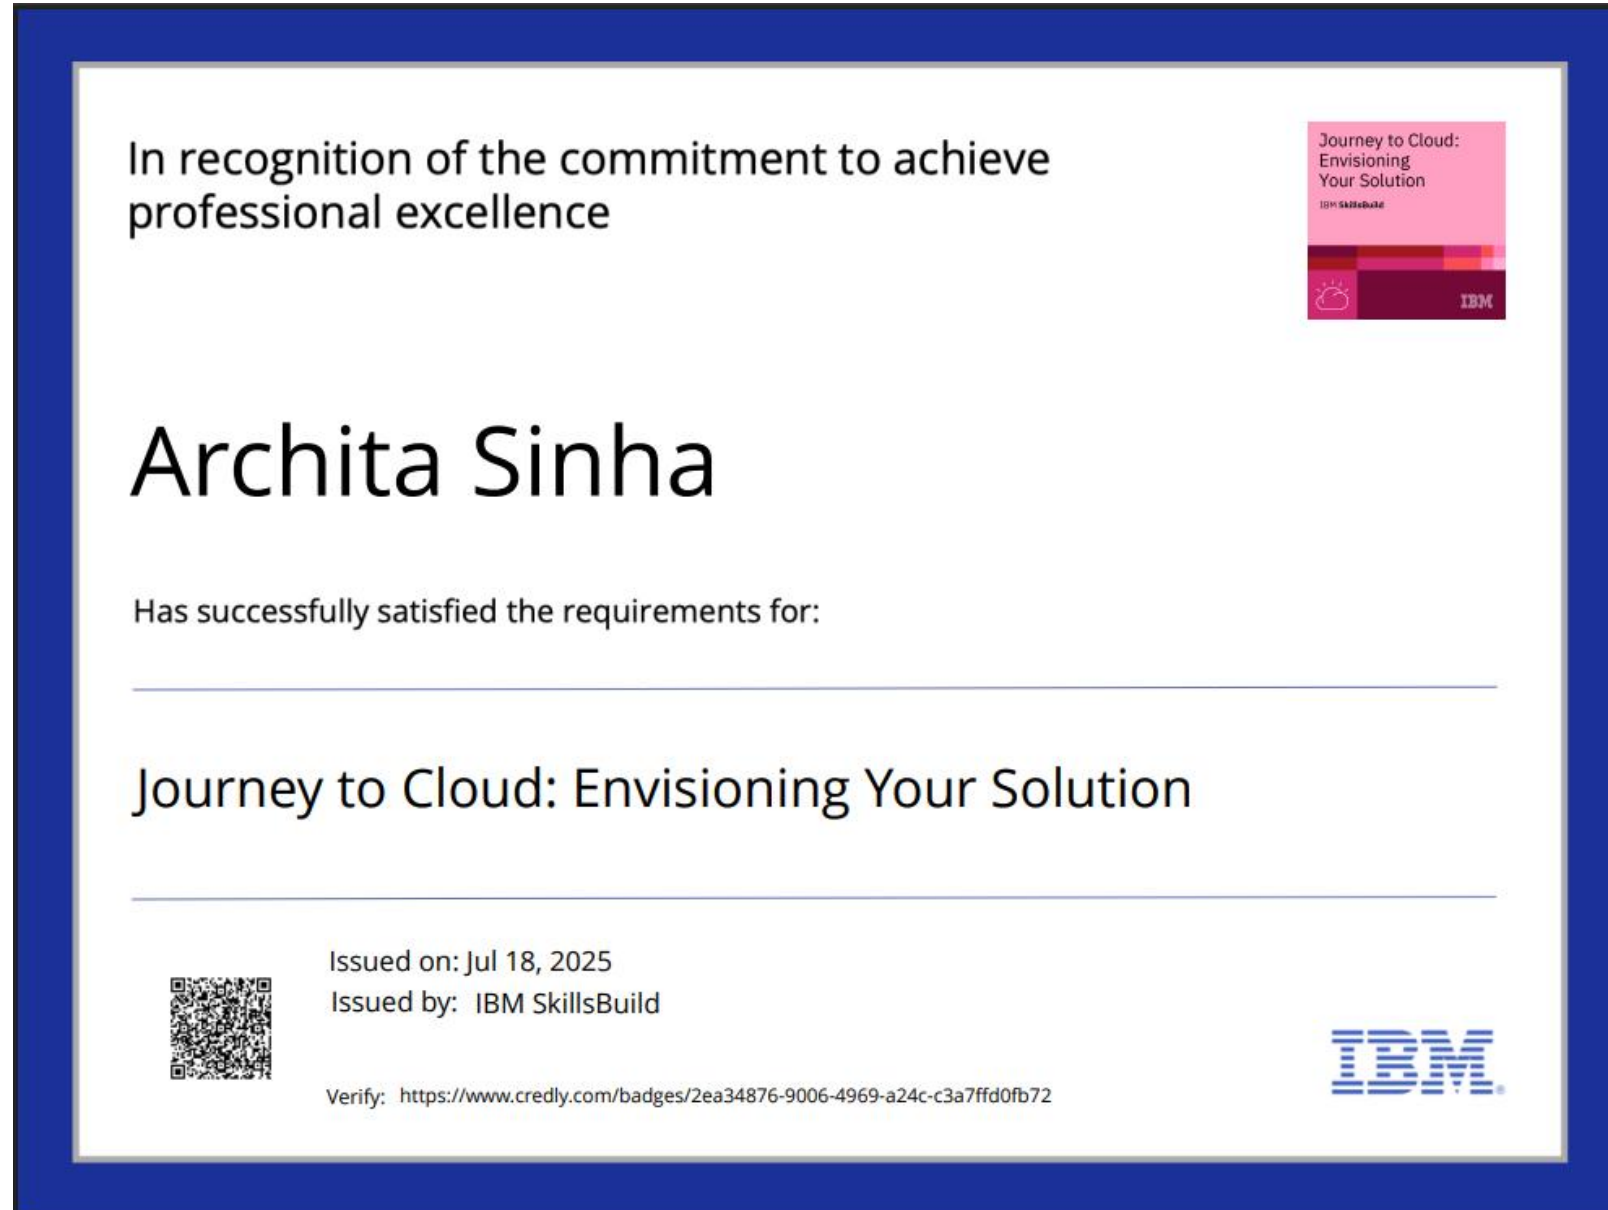 In recognition of the commitment to achieve
professional excellence
Journey to Cloud:
Envisioning
Your Solution
IBM SkillsBuild
IBM
Archita Sinha
Has successfully satisfied the requirements for:
Journey to Cloud: Envisioning Your Solution
Issued on: Jul 18, 2025
Issued by: IBM SkillsBuild
Verify: https://www.credly.com/badges/2ea34876-9006-4969-a24c-c3a7ffd0fb72
IBM®